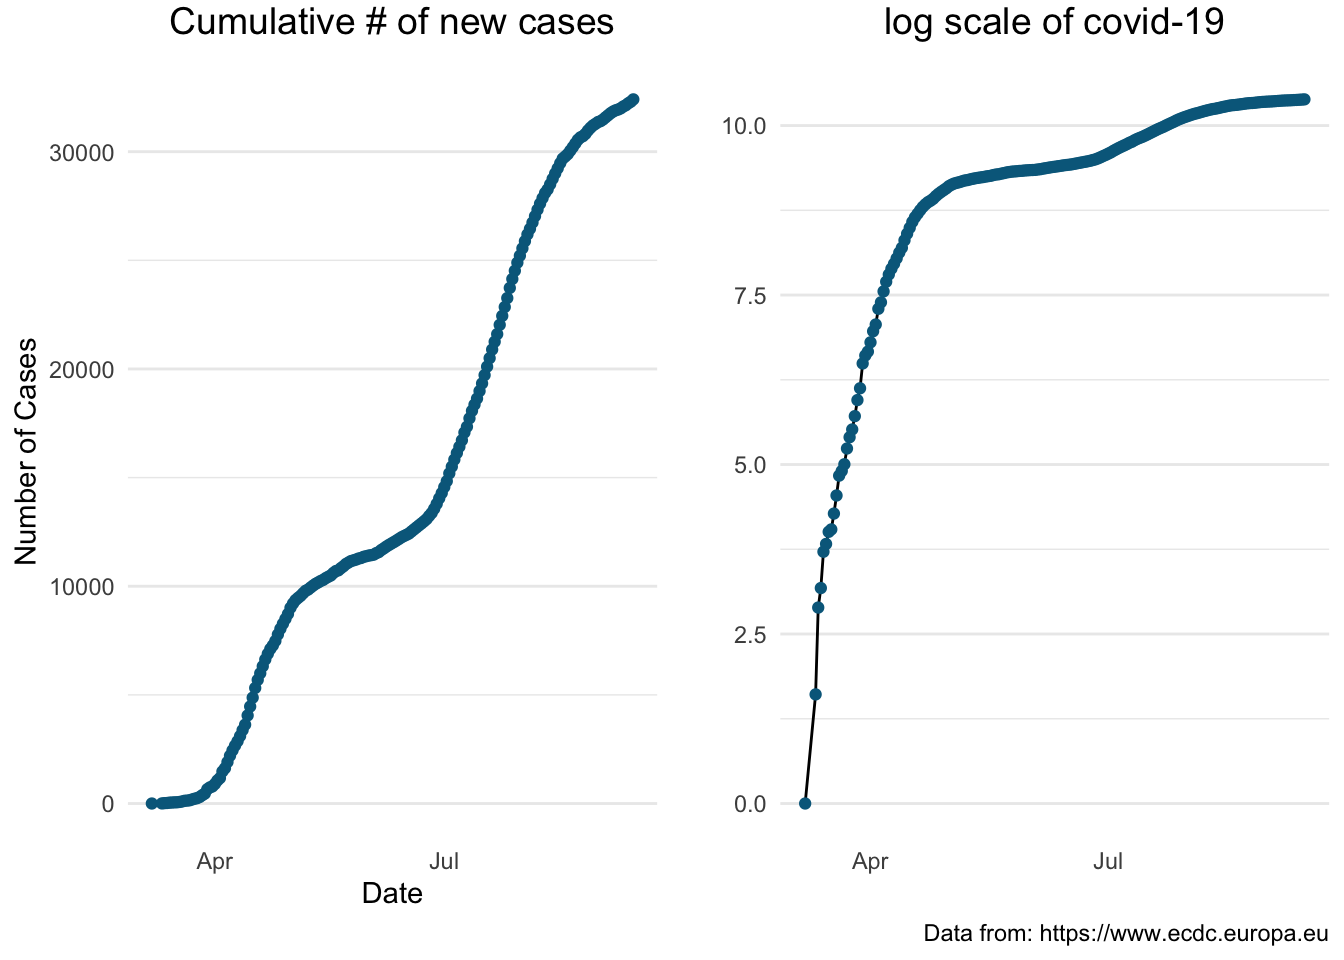 Cumulative # of new cases
log scale of covid-19
Number of Cases
30000
20000
10000
0
Apr
Jul
Date
10.0
7.5
5.0
2.5
0.0
Apr
Jul
Data from: https://www.ecdc.europa.eu